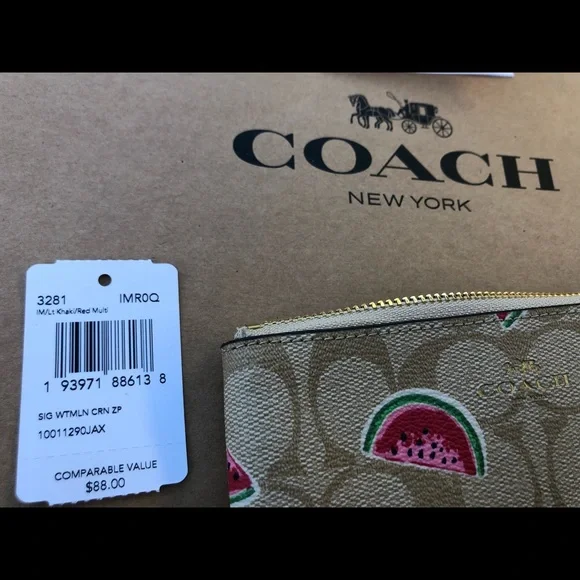 COACH
NEW YORK
3281 IMR0Q
IM/Lt Khaki/Red Multi
1 93971 88613 8
SIG WTMLN CRN ZP
10011290JAX
COMPARABLE VALUE
$88.00
COACH